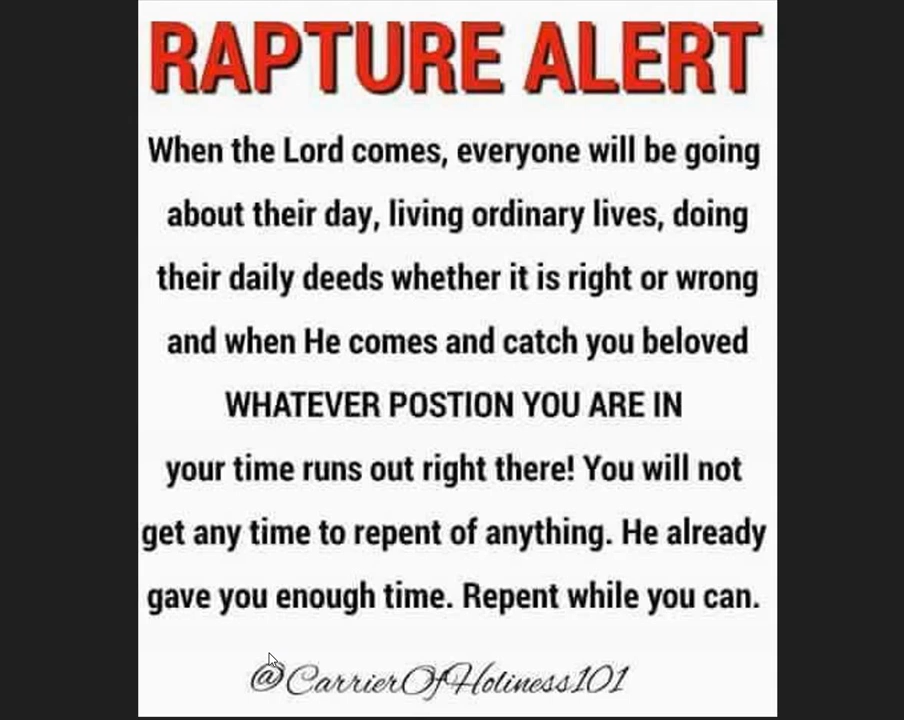 RAPTURE ALERT
When the Lord comes, everyone will be going
about their day, living ordinary lives, doing
their daily deeds whether it is right or wrong
and when He comes and catch you beloved
WHATEVER POSTION YOU ARE IN
your time runs out right there! You will not
get any time to repent of anything. He already
gave you enough time. Repent while you can.
@CarrierOfHoliness101